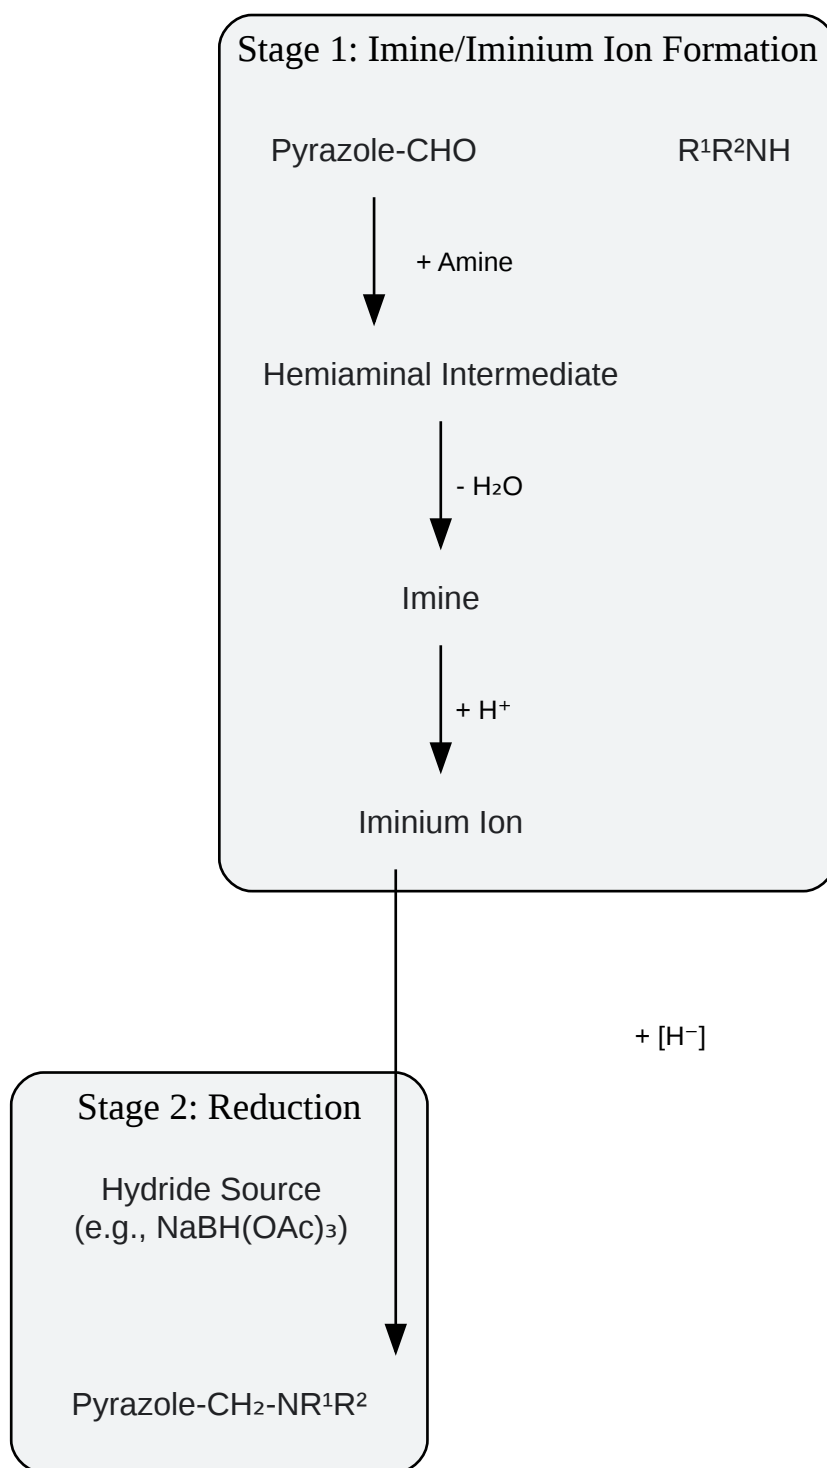 Stage 1: Imine/Iminium Ion Formation
Pyrazole-CHO
R¹R²NH
+ Amine
Hemiaminal Intermediate
- H₂O
Imine
+ H⁺
Iminium Ion
+ [H⁻]
Stage 2: Reduction
Hydride Source
(e.g., NaBH(OAc)₃)
Pyrazole-CH₂-NR¹R²